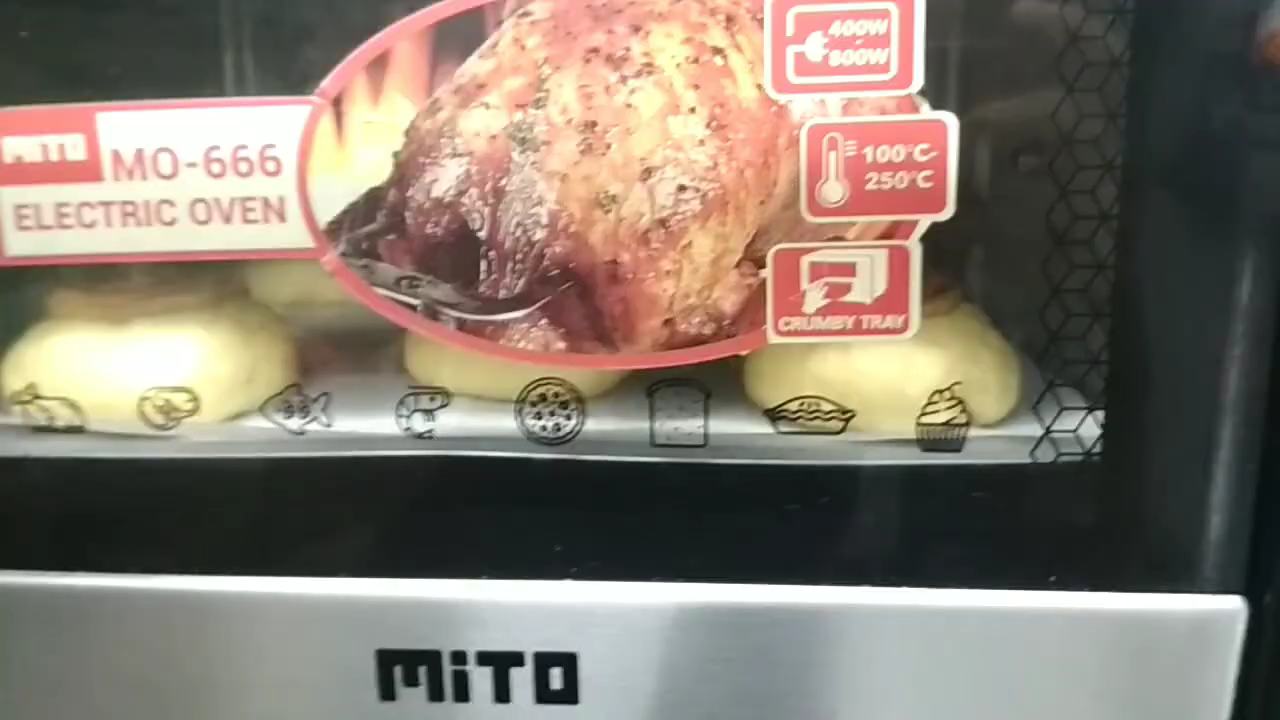 MITO
MO-666
ELECTRIC OVEN
400W
800W
100°C-
250°C
CRUMBY TRAY
MiTO